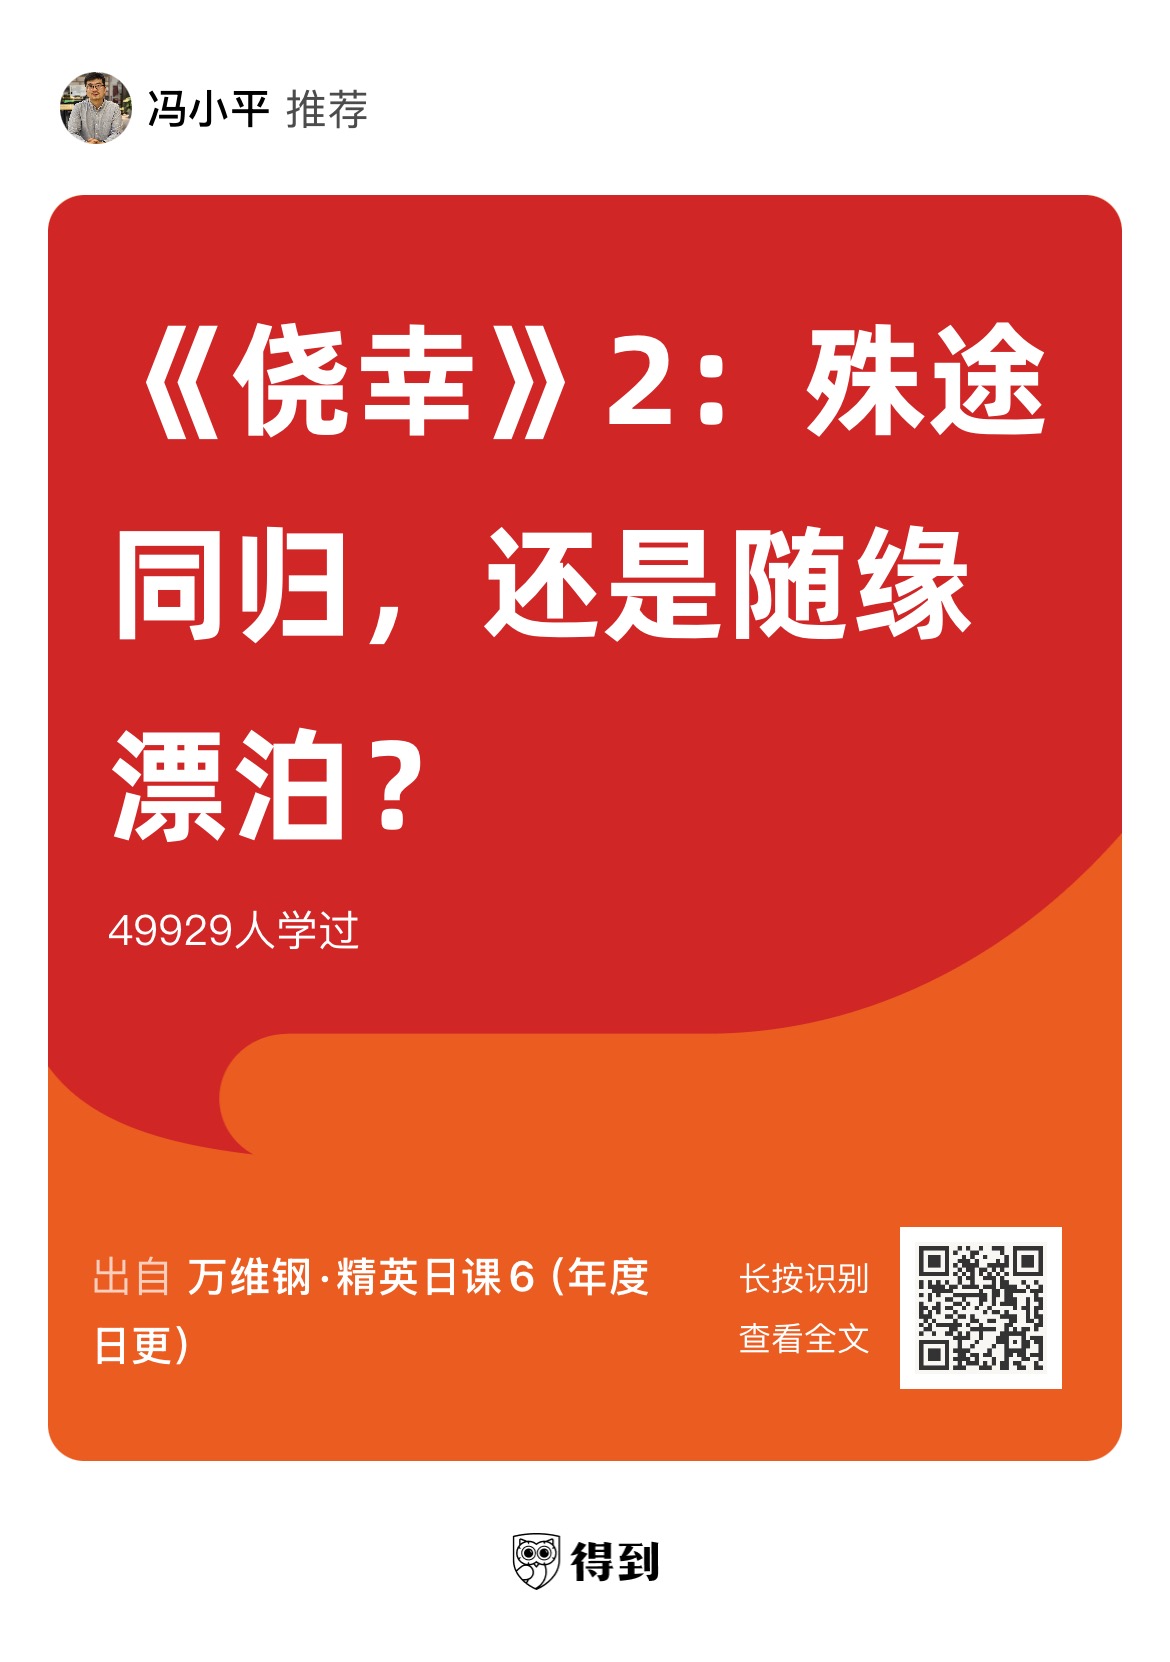 冯小平 推荐
《侥幸》2：殊途
同归，还是随缘
漂泊？
49929人学过
出自 万维钢·精英日课6（年度
日更）
长按识别
查看全文
得到